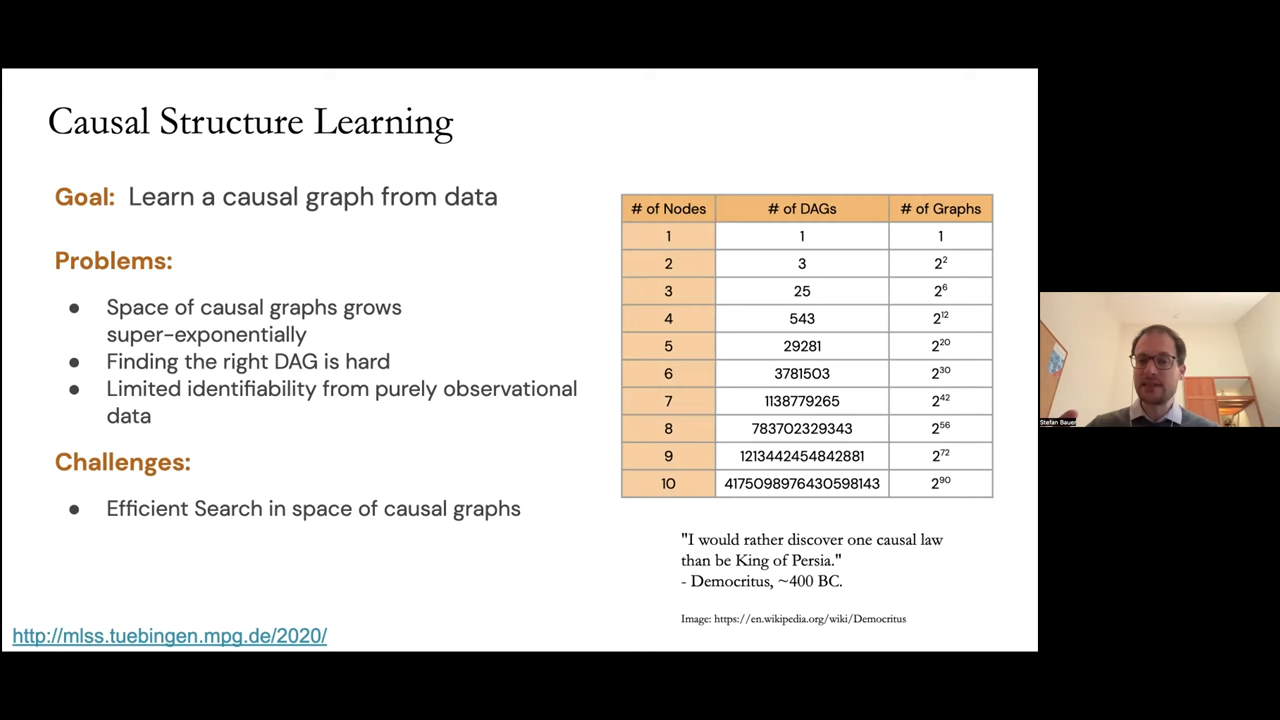 Causal Structure Learning
Goal: Learn a causal graph from data
Problems:
● Space of causal graphs grows
super-exponentially
● Finding the right DAG is hard
● Limited identifiability from purely observational
data
Challenges:
● Efficient Search in space of causal graphs
http://mlss.tuebingen.mpg.de/2020/
# of Nodes # of DAGs # of Graphs
1 1 1
2 3 2²
3 25 2⁶
4 543 2¹²
5 29281 2²⁰
6 3781503 2³⁰
7 1138779265 2⁴²
8 783702329343 2⁵⁶
9 1213442454842881 2⁷²
10 4175098976430598143 2⁹⁰
"I would rather discover one causal law
than be King of Persia."
- Democritus, ~400 BC.
Image: https://en.wikipedia.org/wiki/Democritus
Stefan Bauer